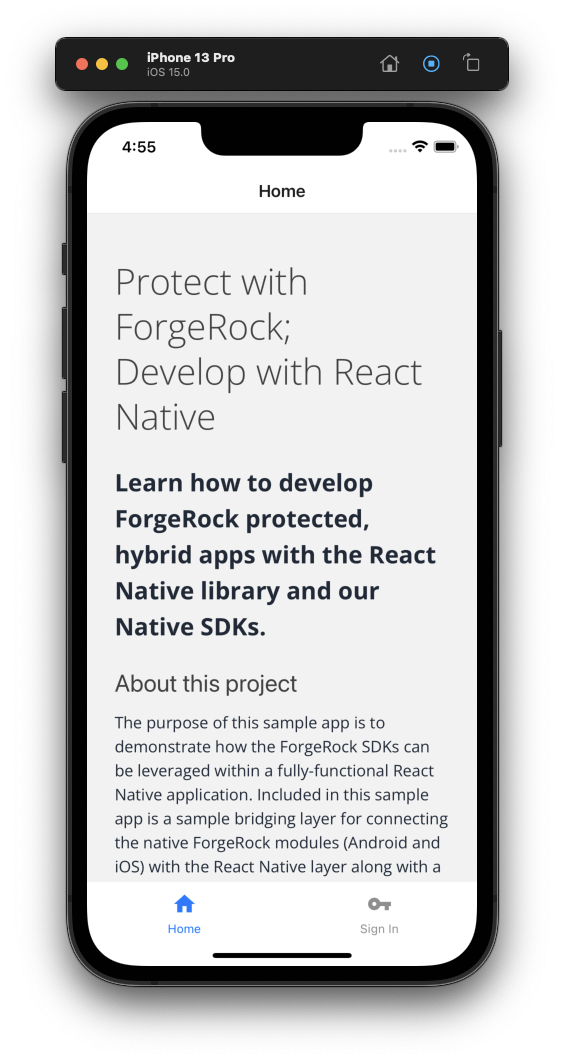 iPhone 13 Pro
iOS 15.0
4:55
Home
Protect with
ForgeRock;
Develop with React
Native
Learn how to develop
ForgeRock protected,
hybrid apps with the React
Native library and our
Native SDKs.
About this project
The purpose of this sample app is to
demonstrate how the ForgeRock SDKs can
be leveraged within a fully-functional React
Native application. Included in this sample
app is a sample bridging layer for connecting
the native ForgeRock modules (Android and
iOS) with the React Native layer along with a
Home
Sign In